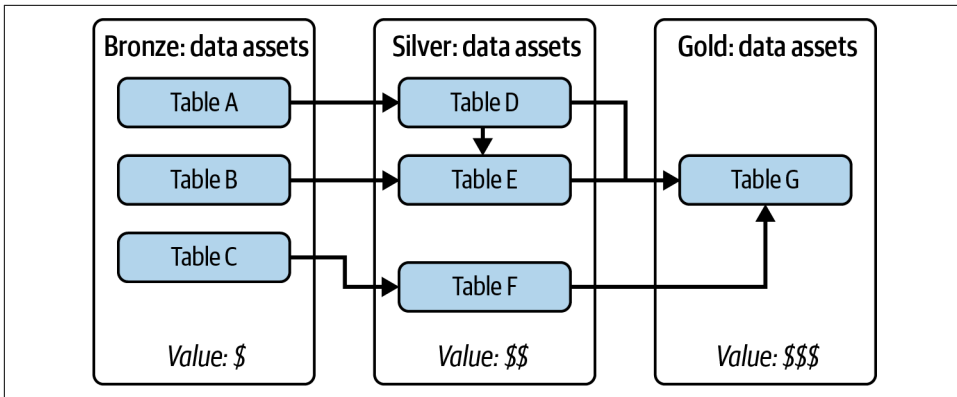 Bronze: data assets
Table A
Table B
Table C
Value: $
Silver: data assets
Table D
Table E
Table F
Value: $$
Gold: data assets
Table G
Value: $$$